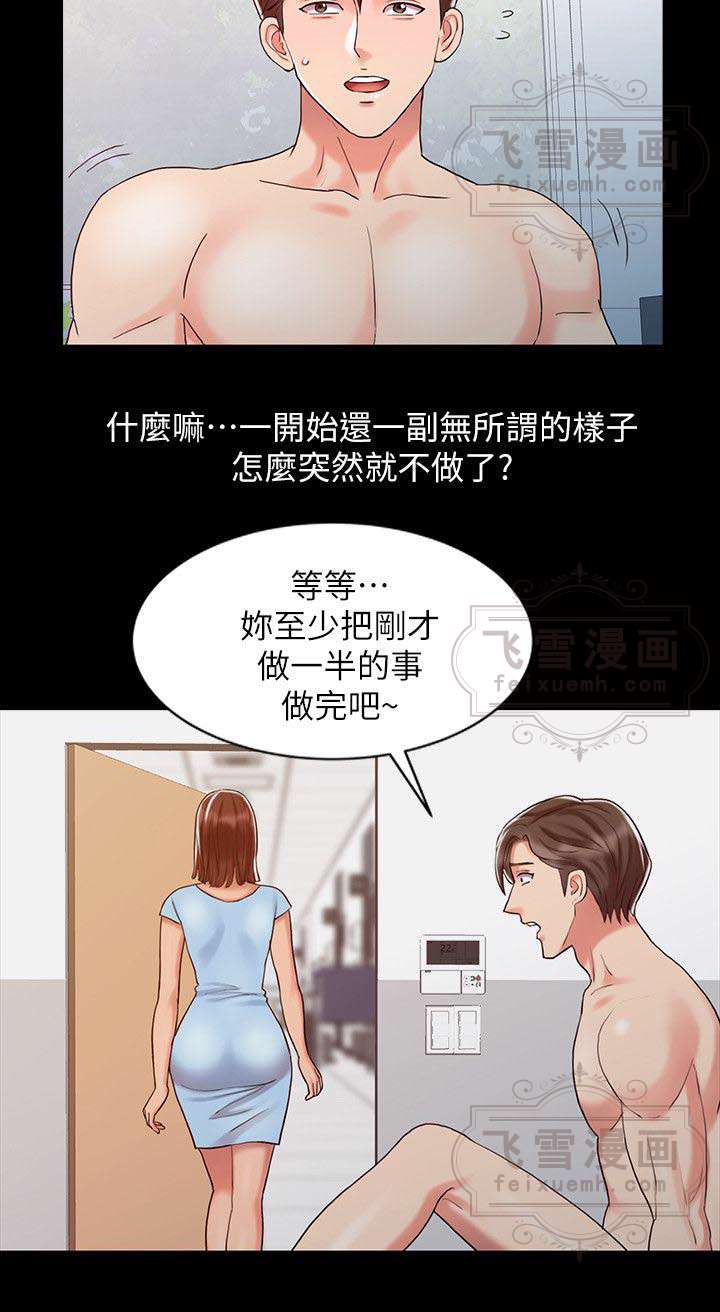 飞雪漫画
feixuemh.com
什麼嘛⋯一開始還一副無所謂的樣子
怎麼突然就不做了?
等等⋯
妳至少把剛才
做一半的事
做完吧~
飞雪漫画
feixuemh.com
22
飞雪漫画
feixuemh.com